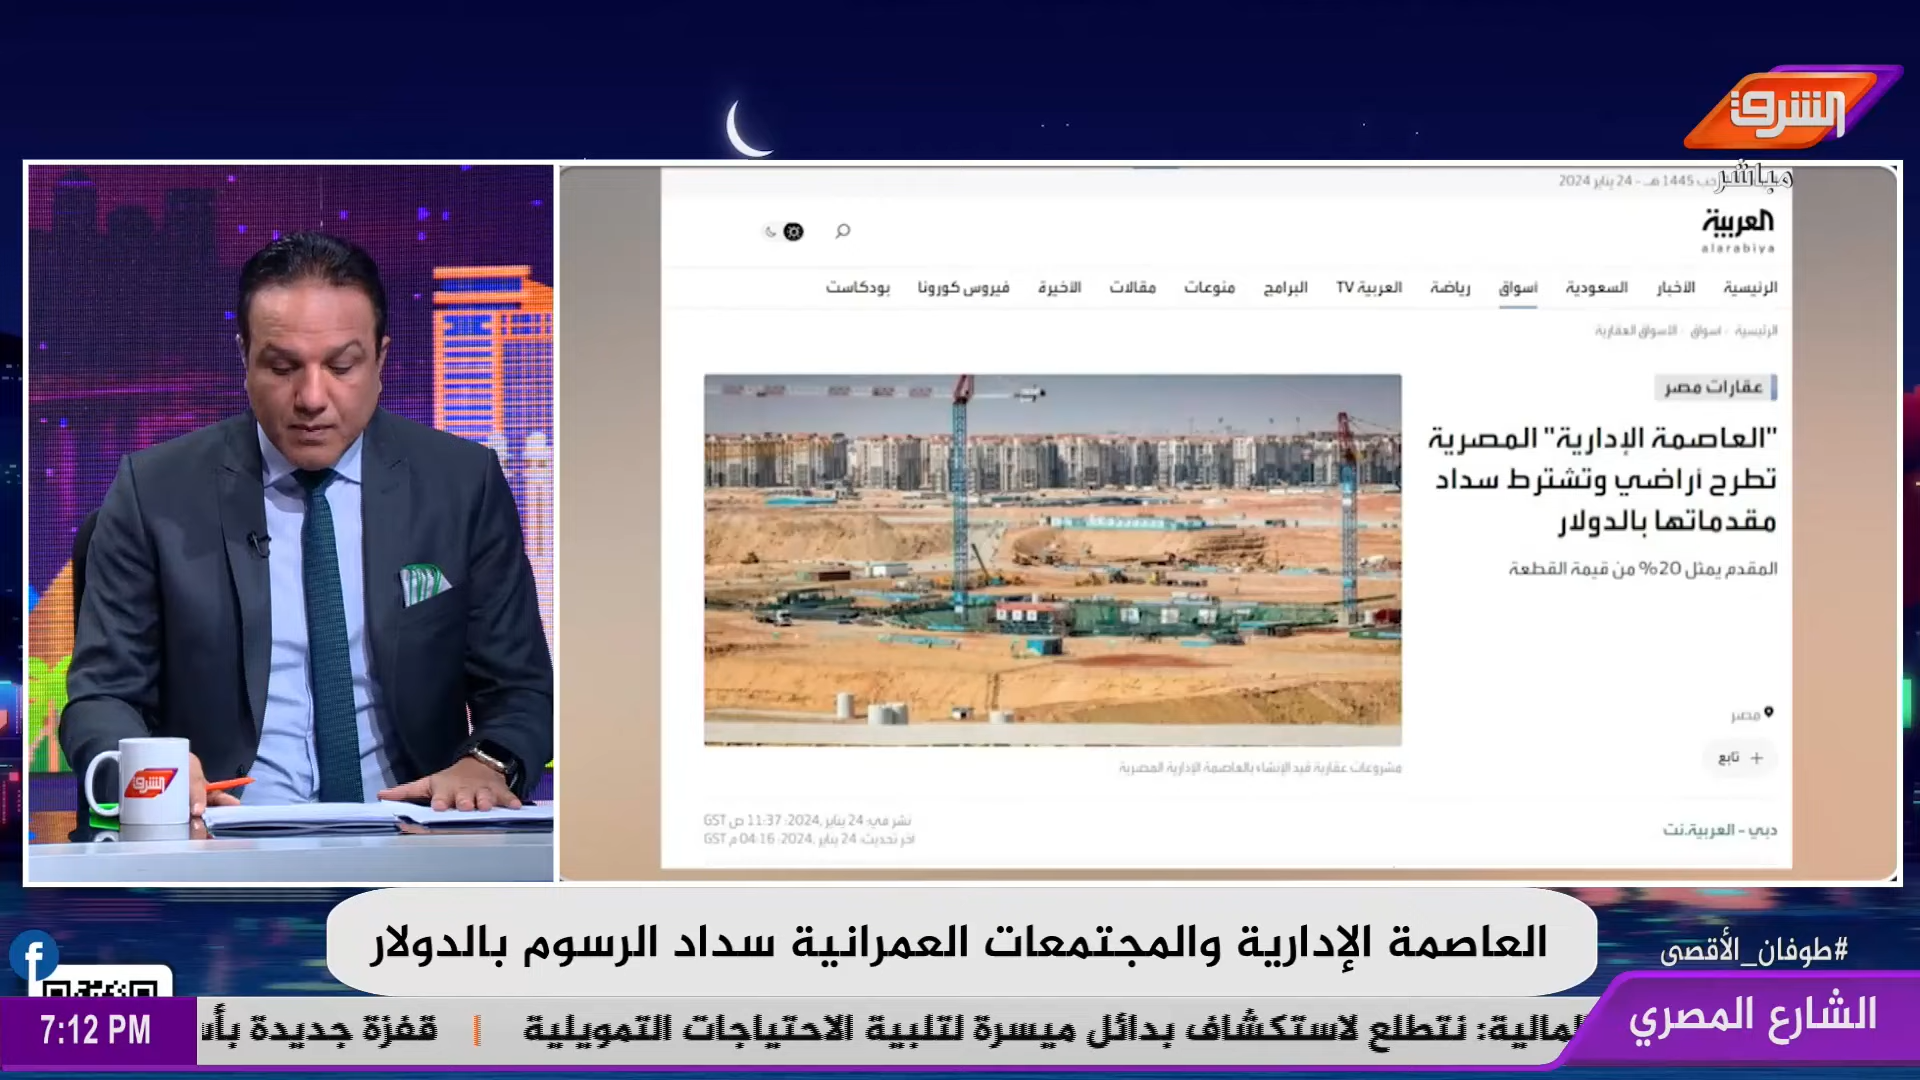 الشرق
مباشر
1445 هـ - 24 يناير 2024
العربية
alarabiya
الرئيسية الأخبار السعودية أسواق رياضة العربية TV البرامج منوعات مقالات الأخيرة فيروس كورونا بودكاست
الرئيسية أسواق الأسواق العقارية
عقارات مصر
"العاصمة الإدارية" المصرية
تطرح أراضي وتشترط سداد
مقدماتها بالدولار
المقدم يمثل 20% من قيمة القطعة
مصر
تابع +
مشروعات عقارية قيد الإنشاء بالعاصمة الإدارية المصرية
دبي - العربية.نت
نشر في: 24 يناير ,2024: 11:37 ص GST
آخر تحديث: 24 يناير ,2024: 04:16 م GST
الشرق
العاصمة الإدارية والمجتمعات العمرانية سداد الرسوم بالدولار
#طوفان_الأقصى
الشارع المصري
المالية: نتطلع لاستكشاف بدائل ميسرة لتلبية الاحتياجات التمويلية | قفزة جديدة
7:12 PM